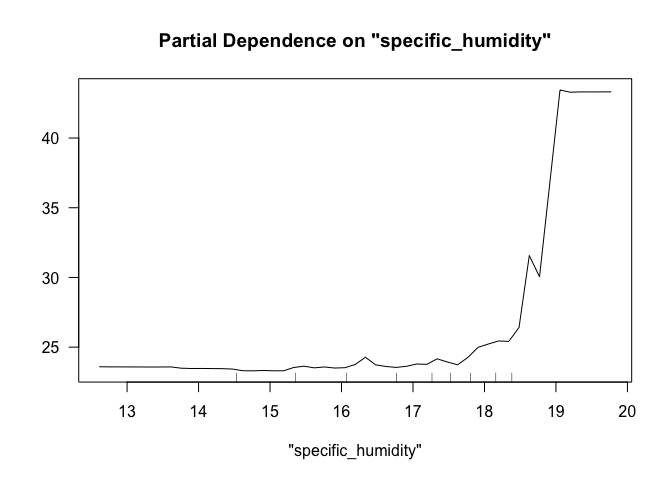 Partial Dependence on "specific_humidity"
40
35
30
25
13 14 15 16 17 18 19 20
"specific_humidity"